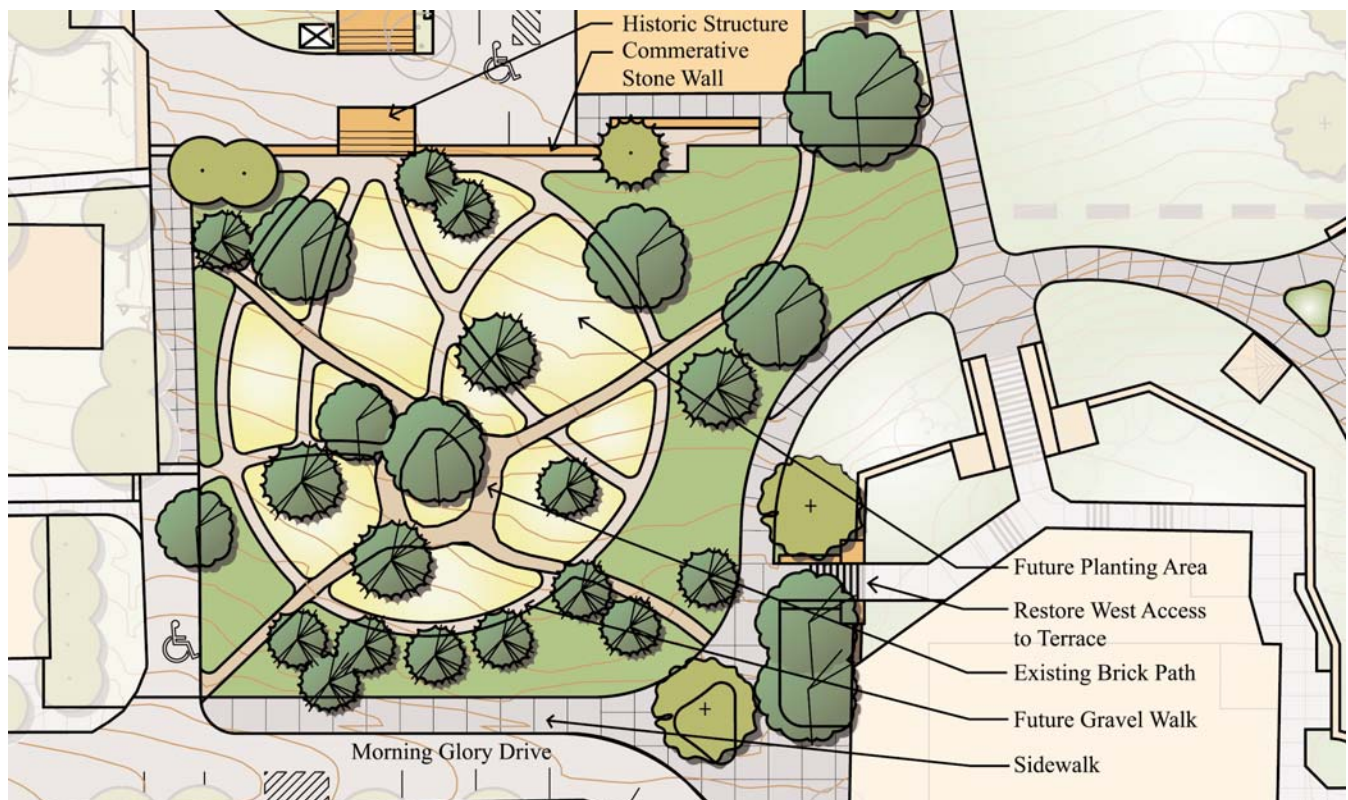 Historic Structure
Commerative
Stone Wall
Future Planting Area
Restore West Access
to Terrace
Existing Brick Path
Future Gravel Walk
Morning Glory Drive
Sidewalk